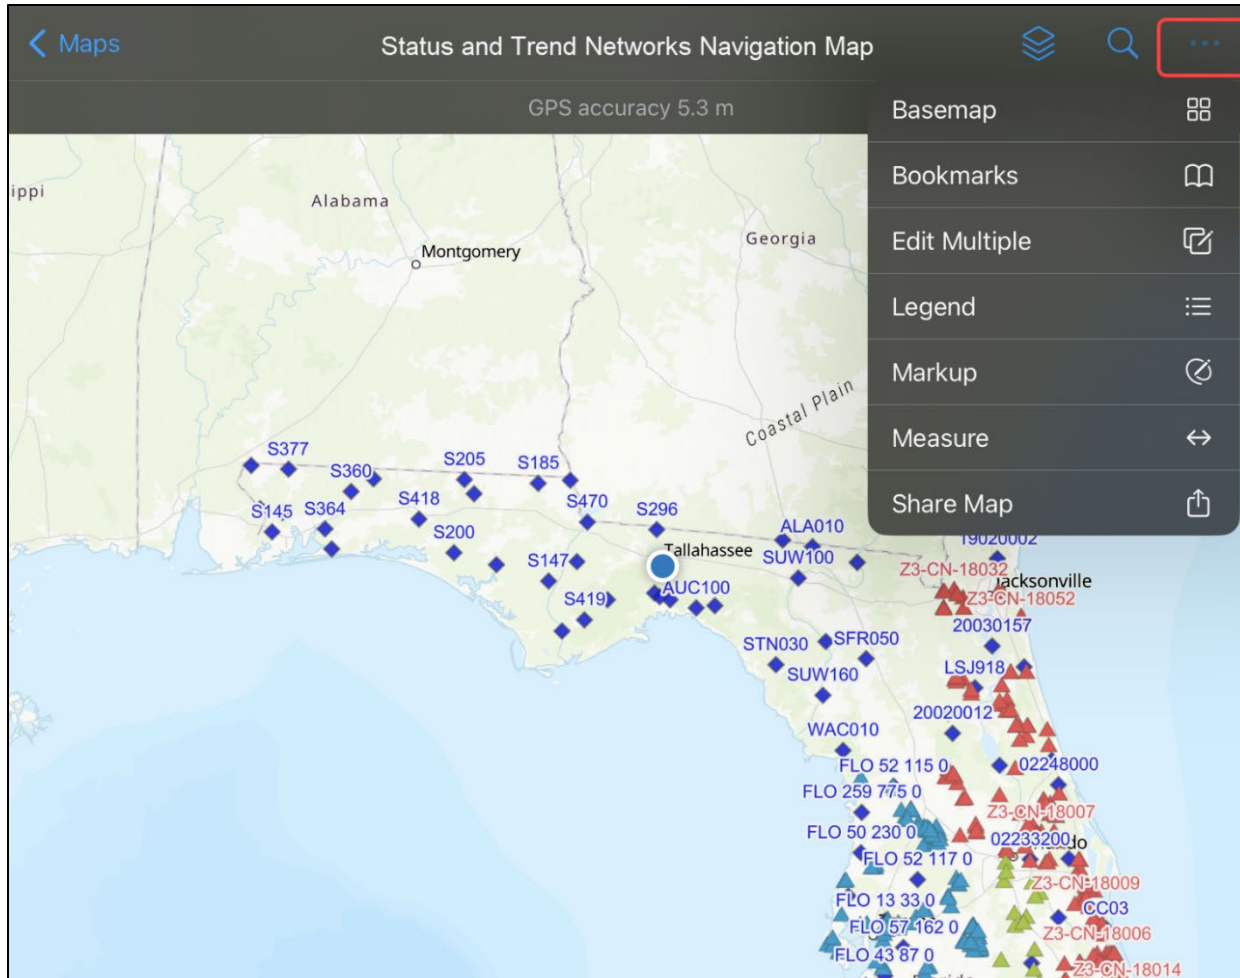 Maps
Status and Trend Networks Navigation Map
GPS accuracy 5.3 m
Basemap
Bookmarks
Edit Multiple
Legend
Markup
Measure
Share Map
ippi
Alabama
Montgomery
Georgia
Coastal Plain
S377
S360
S205
S185
S145
S364
S418
S470
S296
S200
S147
Tallahassee
ALA010
SUW100
19020002
Z3-CN-18032
Jacksonville
Z3-CN-18052
AUC100
S419
20030157
STN030
SFR050
SUW160
LSJ918
20020012
WAC010
FLO 52 115 0
02248000
FLO 259 775 0
Z3-CN-18007
FLO 50 230 0
02233200
ndo
FLO 52 117 0
Z3-CN-18009
FLO 13 33 0
CC03
FLO 57 162 0
Z3-CN-18006
FLO 43 87 0
Z3-CN-18014